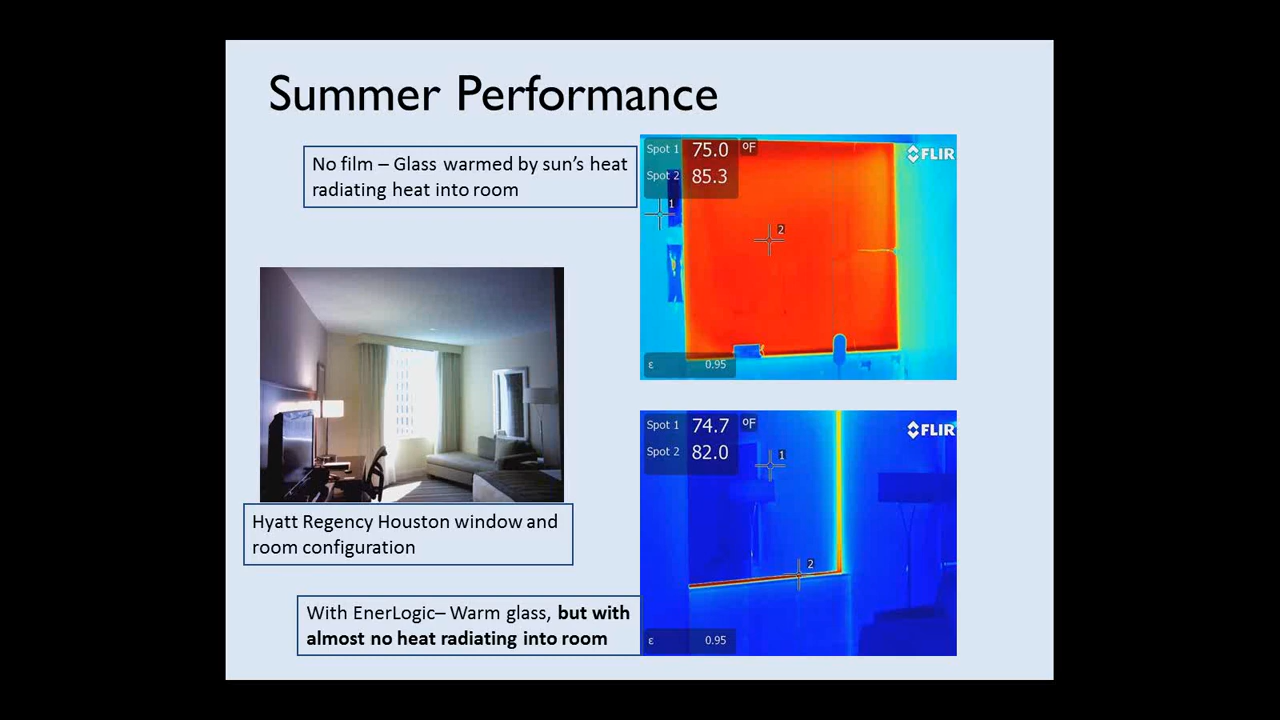 Summer Performance
No film – Glass warmed by sun's heat
radiating heat into room
Spot 1 75.0 ºF
Spot 2 85.3
FLIR
1
2
ε 0.95
Hyatt Regency Houston window and
room configuration
Spot 1 74.7 ºF
Spot 2 82.0
FLIR
1
2
ε 0.95
With EnerLogic– Warm glass, but with
almost no heat radiating into room